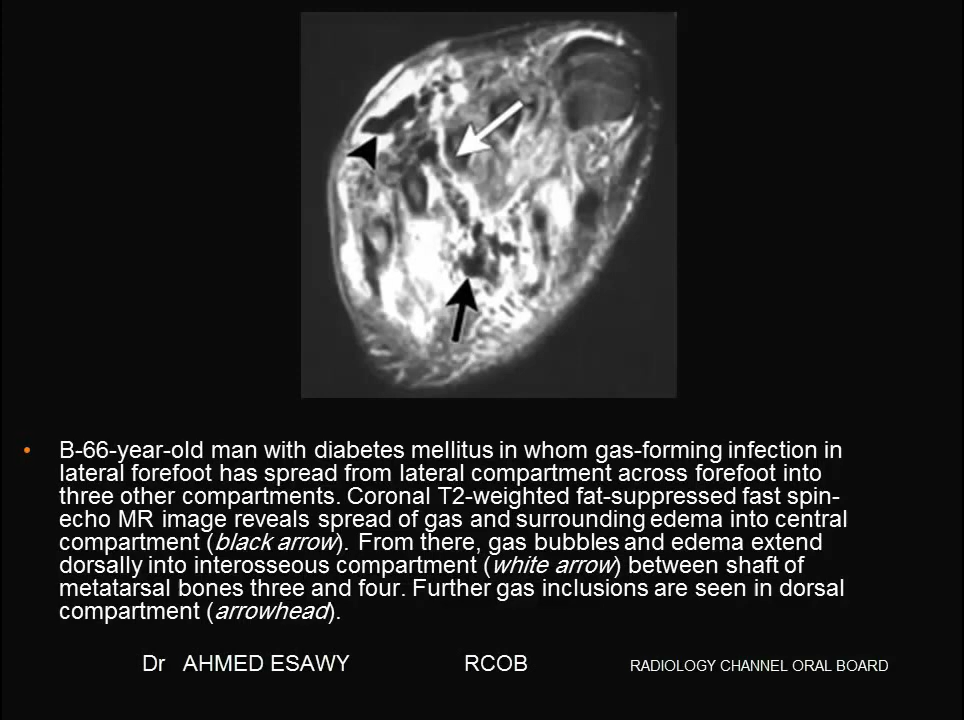 • B-66-year-old man with diabetes mellitus in whom gas-forming infection in
lateral forefoot has spread from lateral compartment across forefoot into
three other compartments. Coronal T2-weighted fat-suppressed fast spin-
echo MR image reveals spread of gas and surrounding edema into central
compartment (black arrow). From there, gas bubbles and edema extend
dorsally into interosseous compartment (white arrow) between shaft of
metatarsal bones three and four. Further gas inclusions are seen in dorsal
compartment (arrowhead).
Dr AHMED ESAWY RCOB RADIOLOGY CHANNEL ORAL BOARD